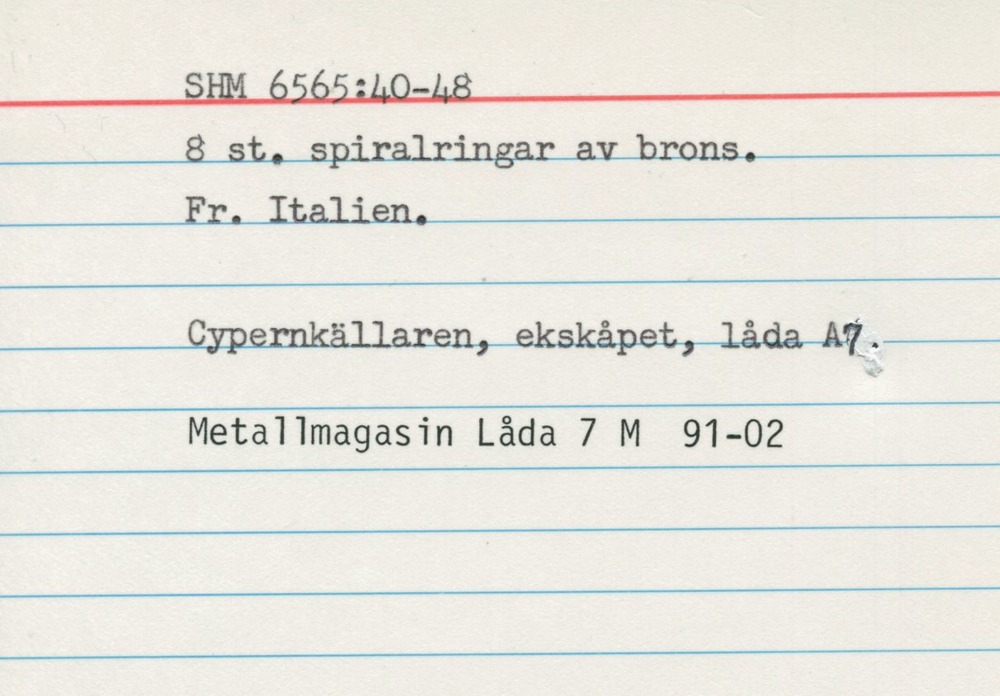 SHM 6565:40-48
8 st. spiralringar av brons.
Fr. Italien.
Cypernkällaren, ekskåpet, låda A7.
Metallmagasin Låda 7 M 91-02